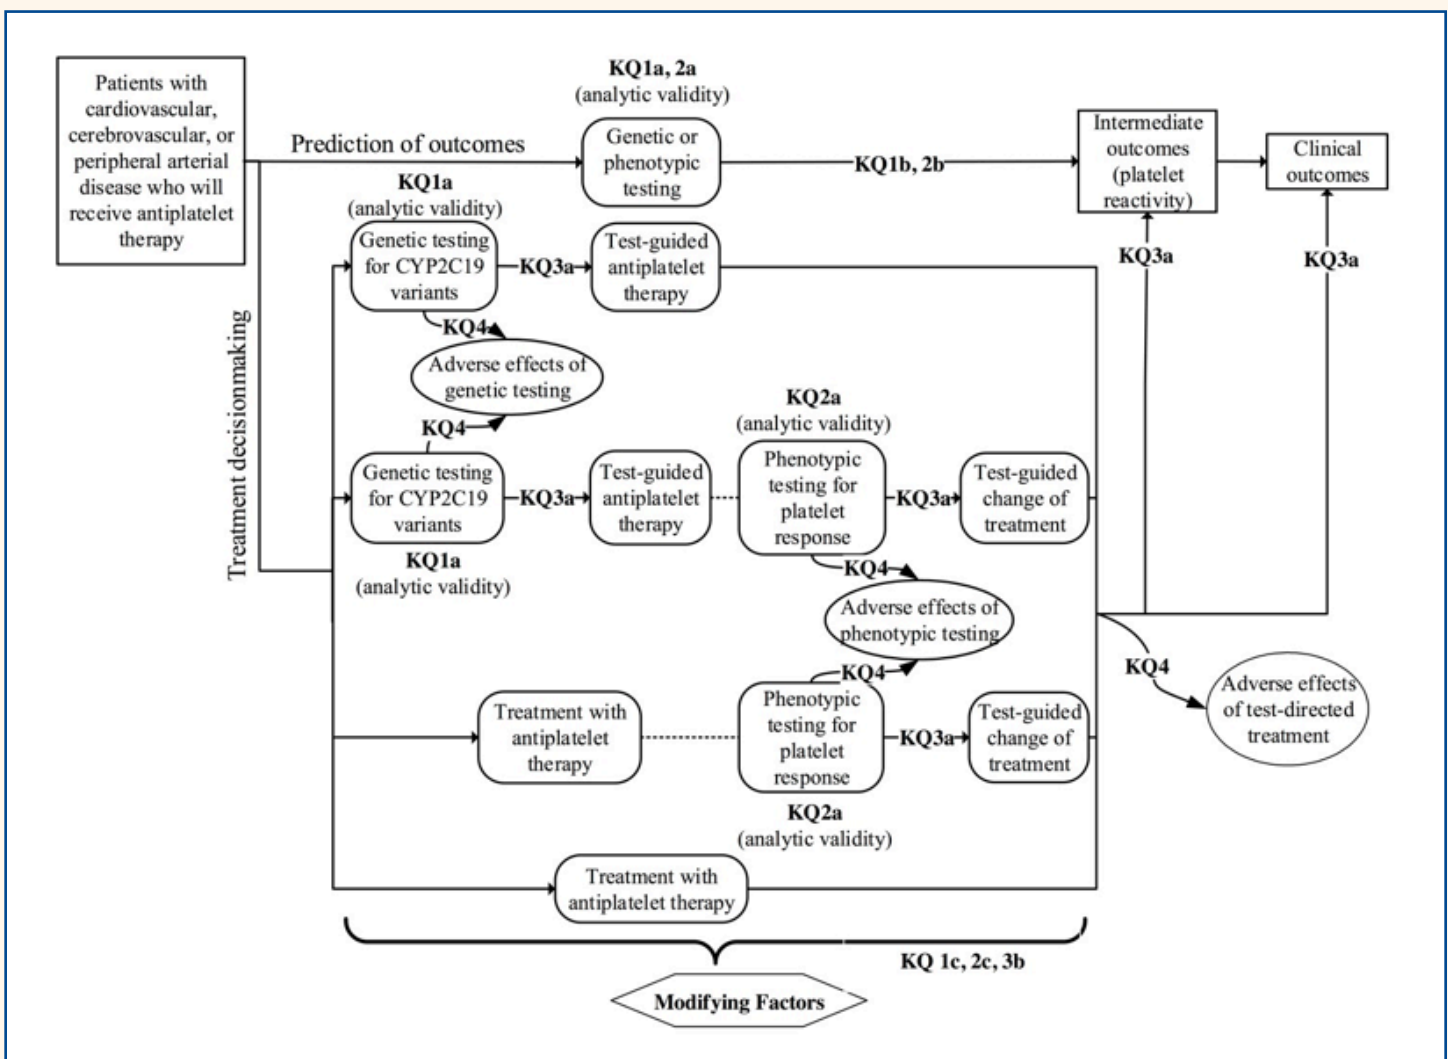 Patients with
cardiovascular,
cerebrovascular, or
peripheral arterial
disease who will
receive antiplatelet
therapy
Prediction of outcomes
KQ1a, 2a
(analytic validity)
Genetic or
phenotypic
testing
KQ1b, 2b
Intermediate
outcomes
(platelet
reactivity)
Clinical
outcomes
KQ3a
KQ3a
Treatment decisionmaking
KQ1a
(analytic validity)
Genetic testing
for CYP2C19
variants
KQ3a
Test-guided
antiplatelet
therapy
KQ4
Adverse effects of
genetic testing
KQ4
Genetic testing
for CYP2C19
variants
KQ1a
(analytic validity)
KQ3a
Test-guided
antiplatelet
therapy
KQ2a
(analytic validity)
Phenotypic
testing for
platelet
response
KQ3a
Test-guided
change of
treatment
KQ4
Adverse effects of
phenotypic testing
KQ4
Treatment with
antiplatelet
therapy
Phenotypic
testing for
platelet
response
KQ2a
(analytic validity)
KQ3a
Test-guided
change of
treatment
KQ4
Adverse effects
of test-directed
treatment
Treatment with
antiplatelet therapy
KQ 1c, 2c, 3b
Modifying Factors